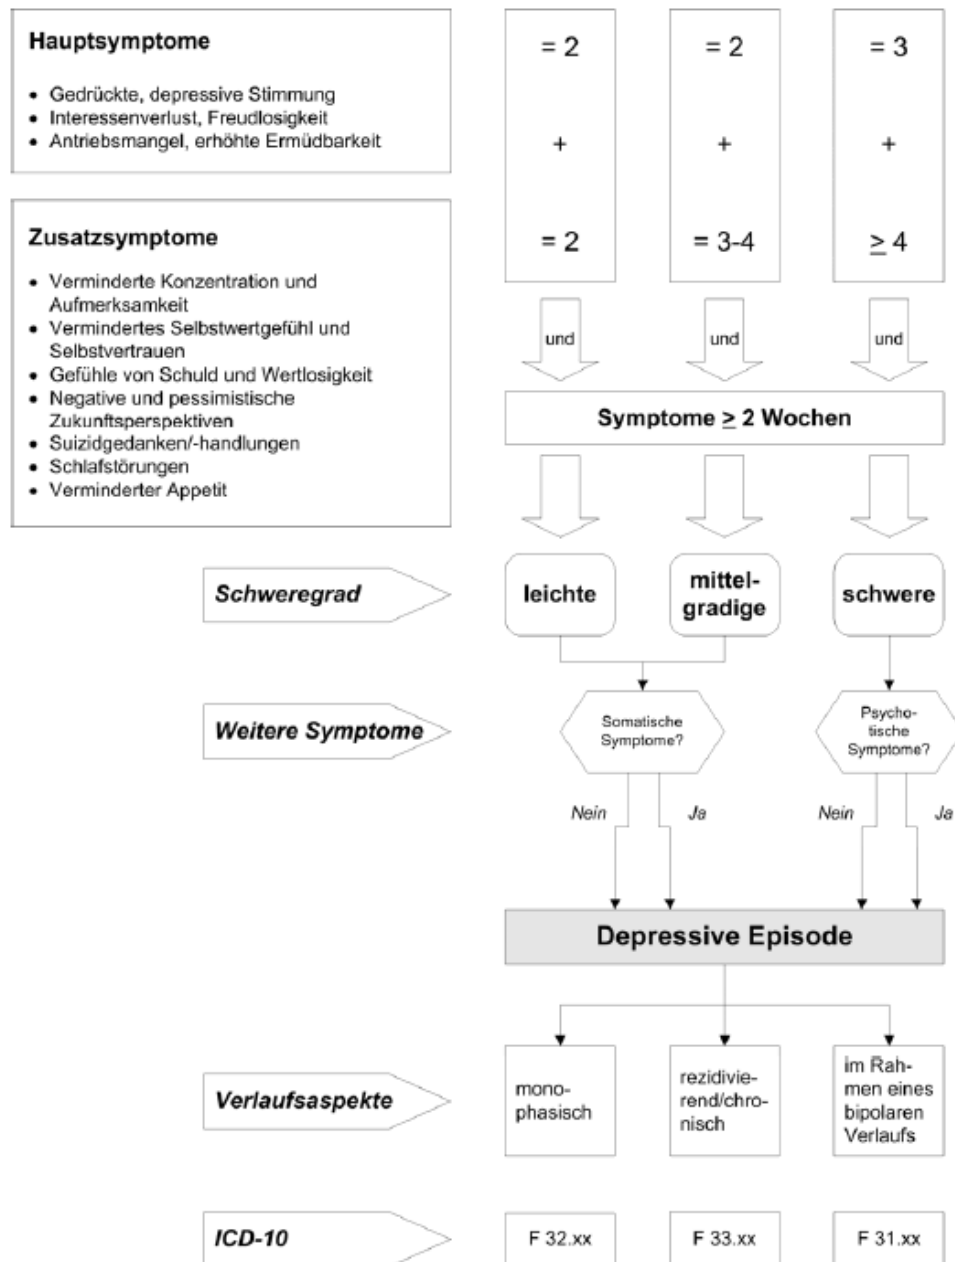 Hauptsymptome
• Gedrückte, depressive Stimmung
• Interessenverlust, Freudlosigkeit
• Antriebsmangel, erhöhte Ermüdbarkeit
= 2
= 2
= 3
+
+
+
= 2
= 3-4
≥ 4
Zusatzsymptome
• Verminderte Konzentration und
Aufmerksamkeit
• Vermindertes Selbstwertgefühl und
Selbstvertrauen
• Gefühle von Schuld und Wertlosigkeit
• Negative und pessimistische
Zukunftsperspektiven
• Suizidgedanken/-handlungen
• Schlafstörungen
• Verminderter Appetit
und
und
und
Symptome ≥ 2 Wochen
Schweregrad
leichte
mittel-
gradige
schwere
Weitere Symptome
Somatische
Symptome?
Psycho-
tische
Symptome?
Nein
Ja
Nein
Ja
Depressive Episode
Verlaufsaspekte
mono-
phasisch
rezidivie-
rend/chro-
nisch
im Rah-
men eines
bipolaren
Verlaufs
ICD-10
F 32.xx
F 33.xx
F 31.xx